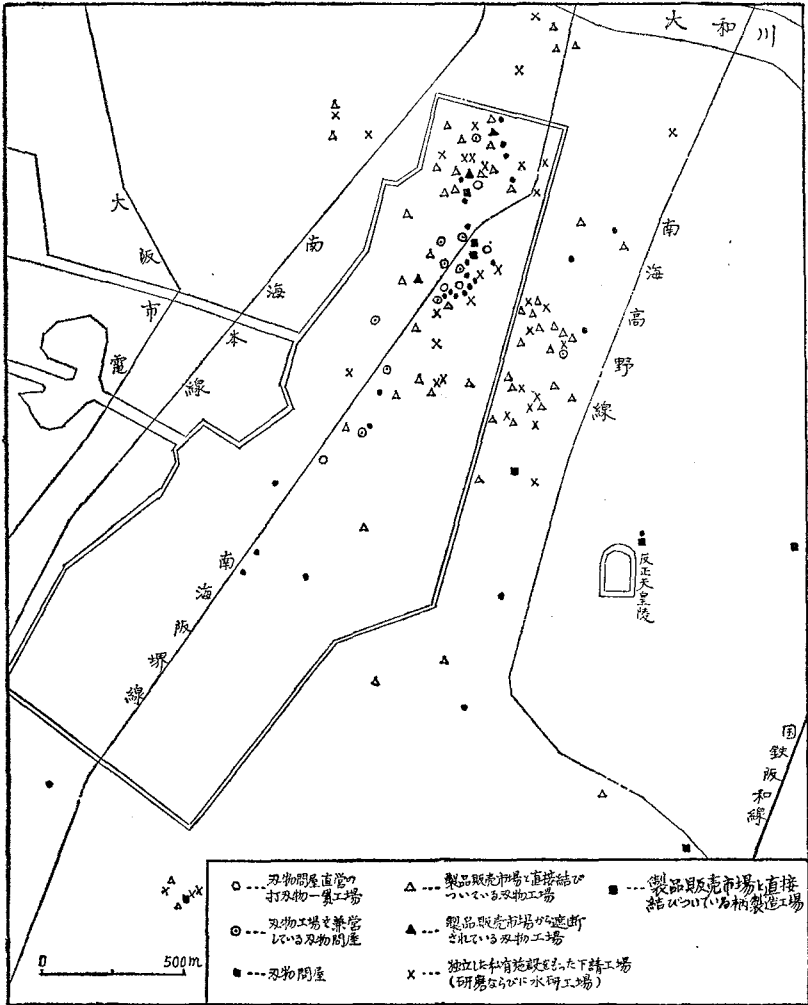 大和川
大阪市電
南海本線
南海高野線
南海阪堺線
反正天皇陵
国鉄阪和線
0 500m
刃物問屋直営の
打刃物一貫工場
刃物工場を兼営
している刃物問屋
刃物問屋
製品販売市場と直接結び
ついている刃物工場
製品販売市場から遮断
されている刃物工場
独立した私有施設をもった下請工場
(研磨ならびに水研工場)
製品販売市場と直接
結びついている柄製造工場